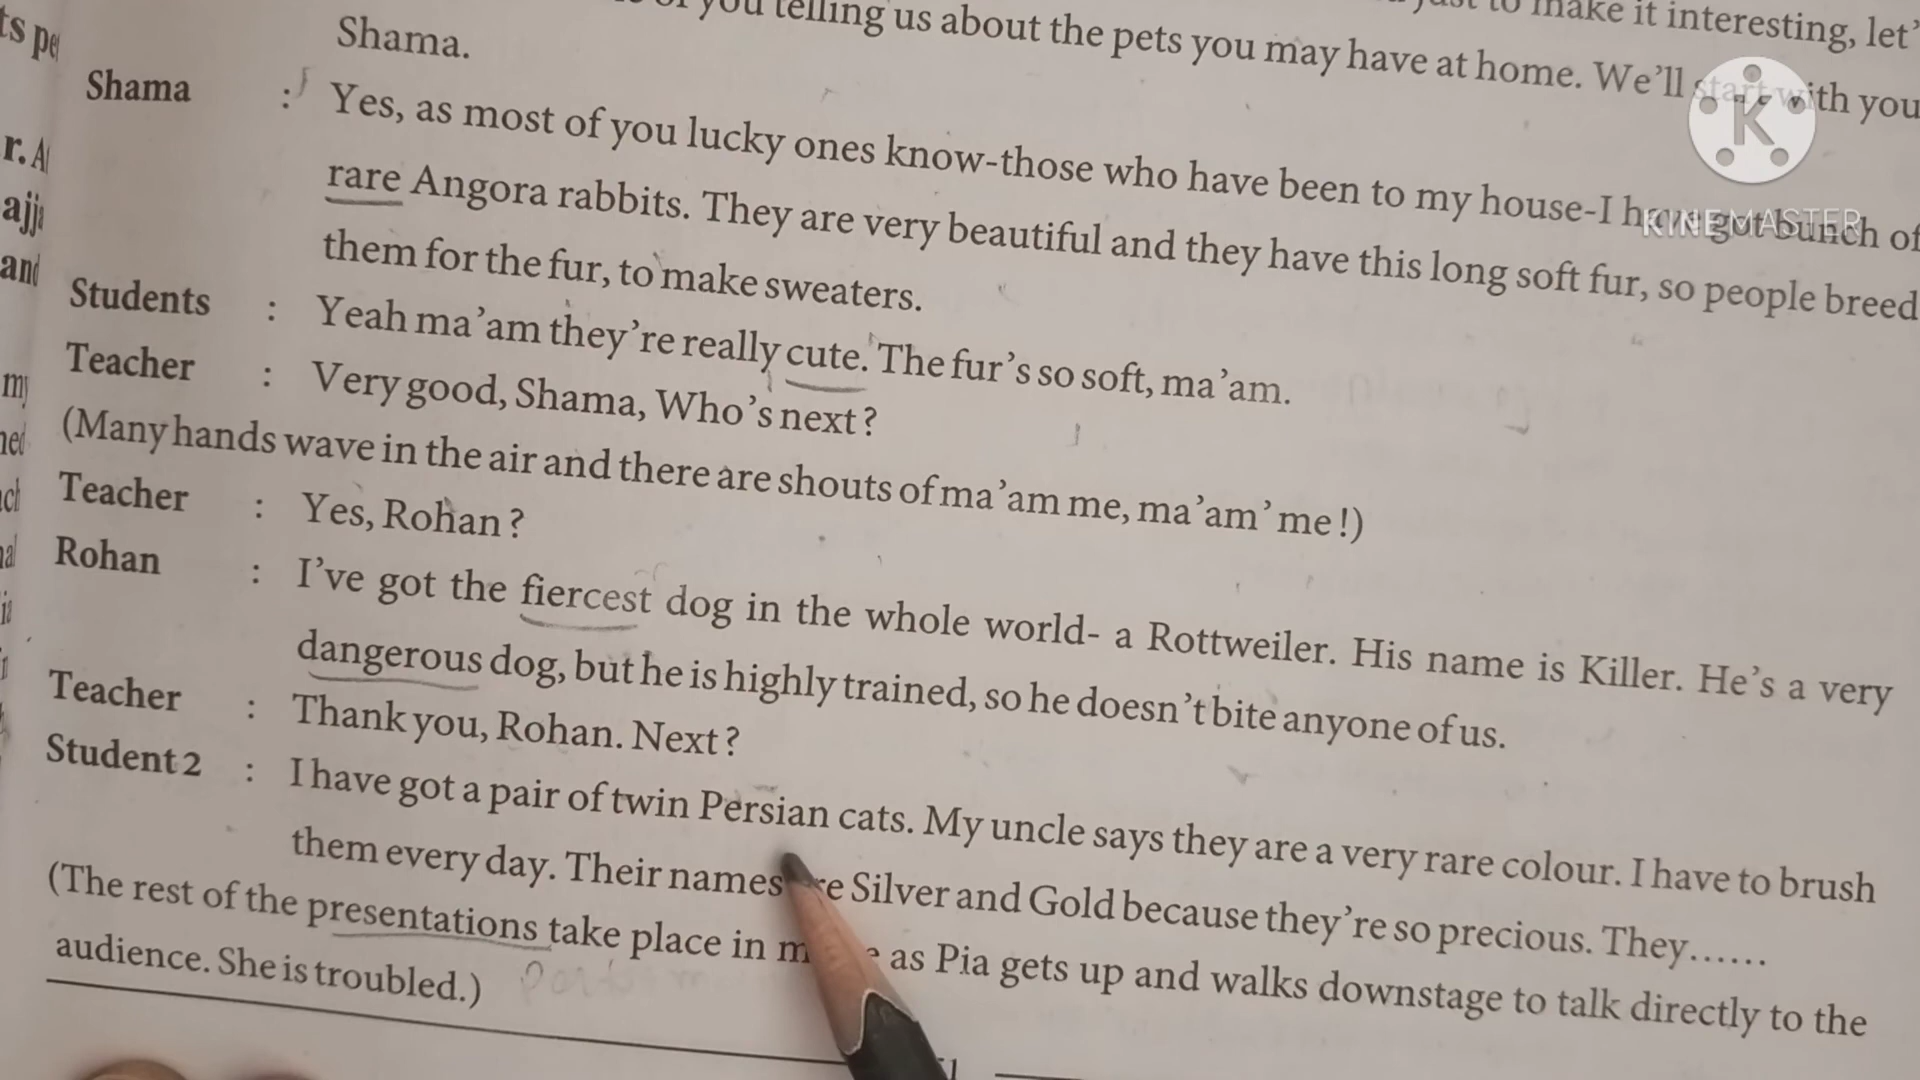 you telling us about the pets you may have at home. We'll start with you
to make it interesting, let'
Shama.
Shama : Yes, as most of you lucky ones know-those who have been to my house-I have got bunch of
rare Angora rabbits. They are very beautiful and they have this long soft fur, so people breed
them for the fur, to make sweaters.
Students : Yeah ma'am they're really cute. The fur's so soft, ma'am.
Teacher : Very good, Shama, Who's next?
(Many hands wave in the air and there are shouts of ma'am me, ma'am' me!)
Teacher : Yes, Rohan?
Rohan : I've got the fiercest dog in the whole world- a Rottweiler. His name is Killer. He's a very
dangerous dog, but he is highly trained, so he doesn't bite anyone of us.
Teacher : Thank you, Rohan. Next?
Student 2 : I have got a pair of twin Persian cats. My uncle says they are a very rare colour. I have to brush
them every day. Their names Silver and Gold because they're so precious. They......
(The rest of the presentations take place in as Pia gets up and walks downstage to talk directly to the
audience. She is troubled.)
K
KINEMASTER